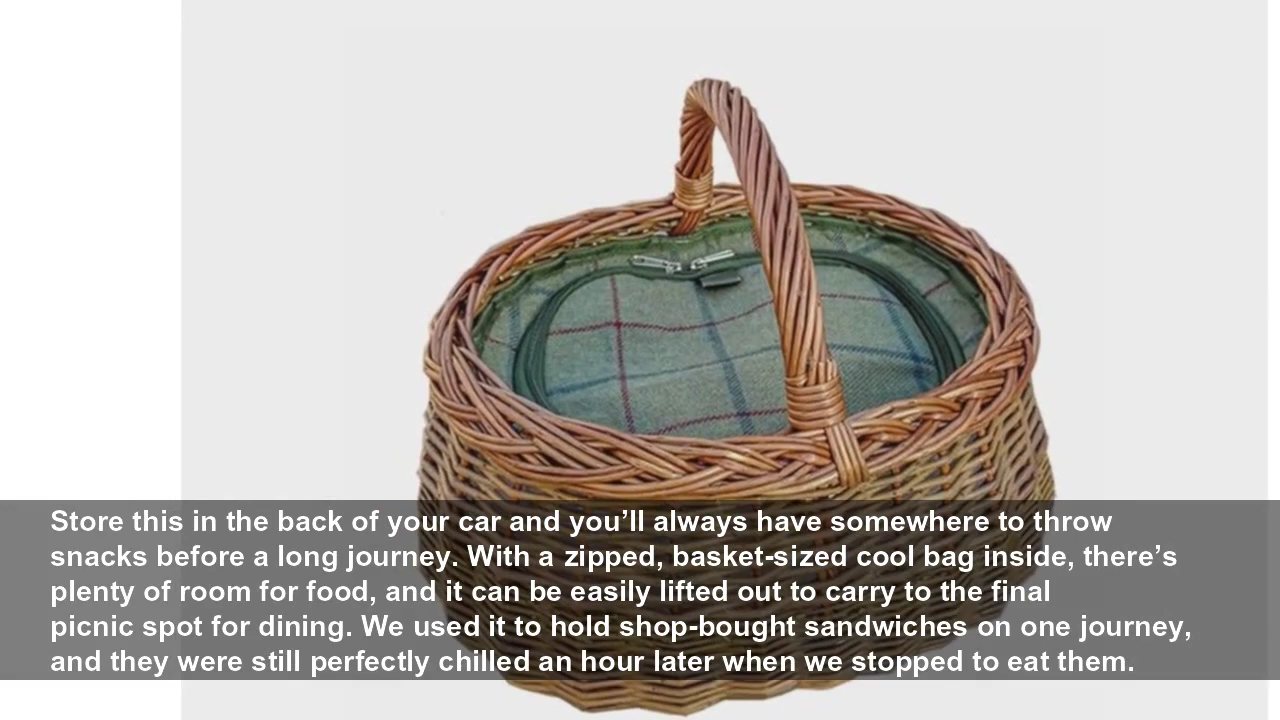 Store this in the back of your car and you’ll always have somewhere to throw
snacks before a long journey. With a zipped, basket-sized cool bag inside, there’s
plenty of room for food, and it can be easily lifted out to carry to the final
picnic spot for dining. We used it to hold shop-bought sandwiches on one journey,
and they were still perfectly chilled an hour later when we stopped to eat them.